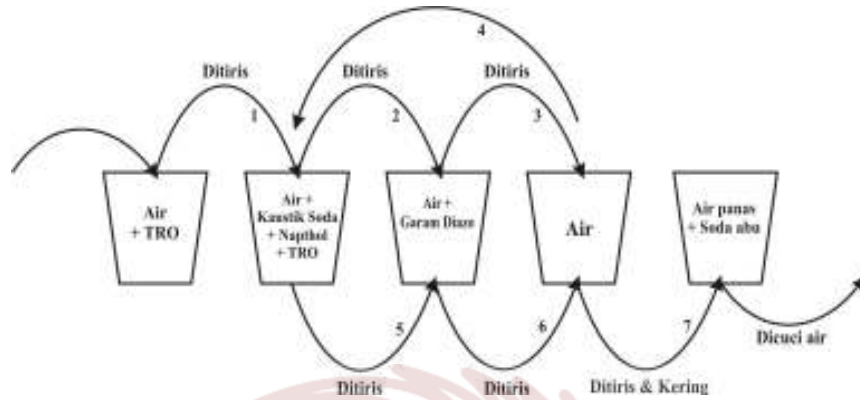 4
Ditiris
Ditiris
Ditiris
1
2
3
Air
+ TRO
Air +
Kaustik Soda
+ Napthol
+ TRO
Air +
Garam Diazo
Air
Air panas
+ Soda abu
5
6
7
Dicuci air
Ditiris
Ditiris
Ditiris & Kering